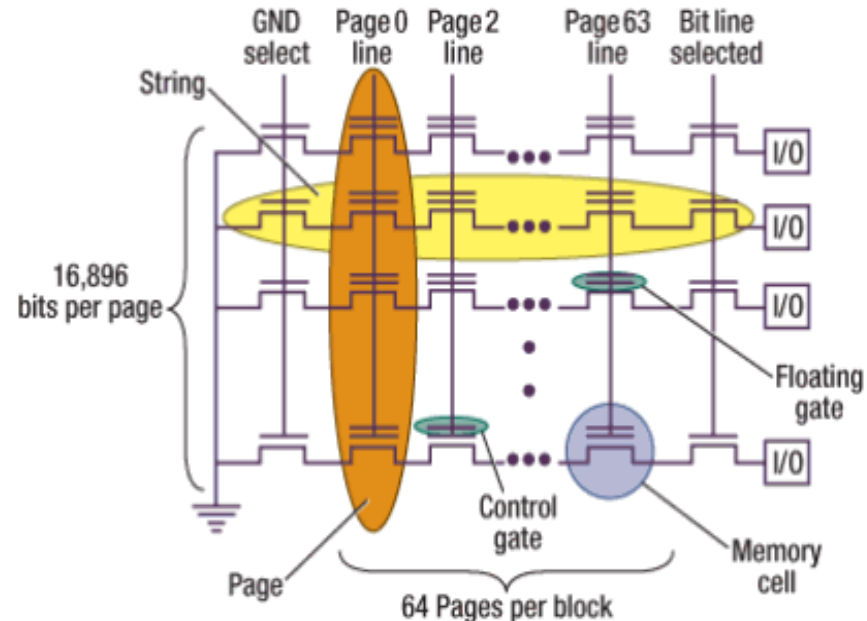 GND
select
Page 0
line
Page 2
line
Page 63
line
Bit line
selected
String
I/O
I/O
16,896
bits per page
I/O
Floating
gate
I/O
Control
gate
Memory
cell
Page
64 Pages per block